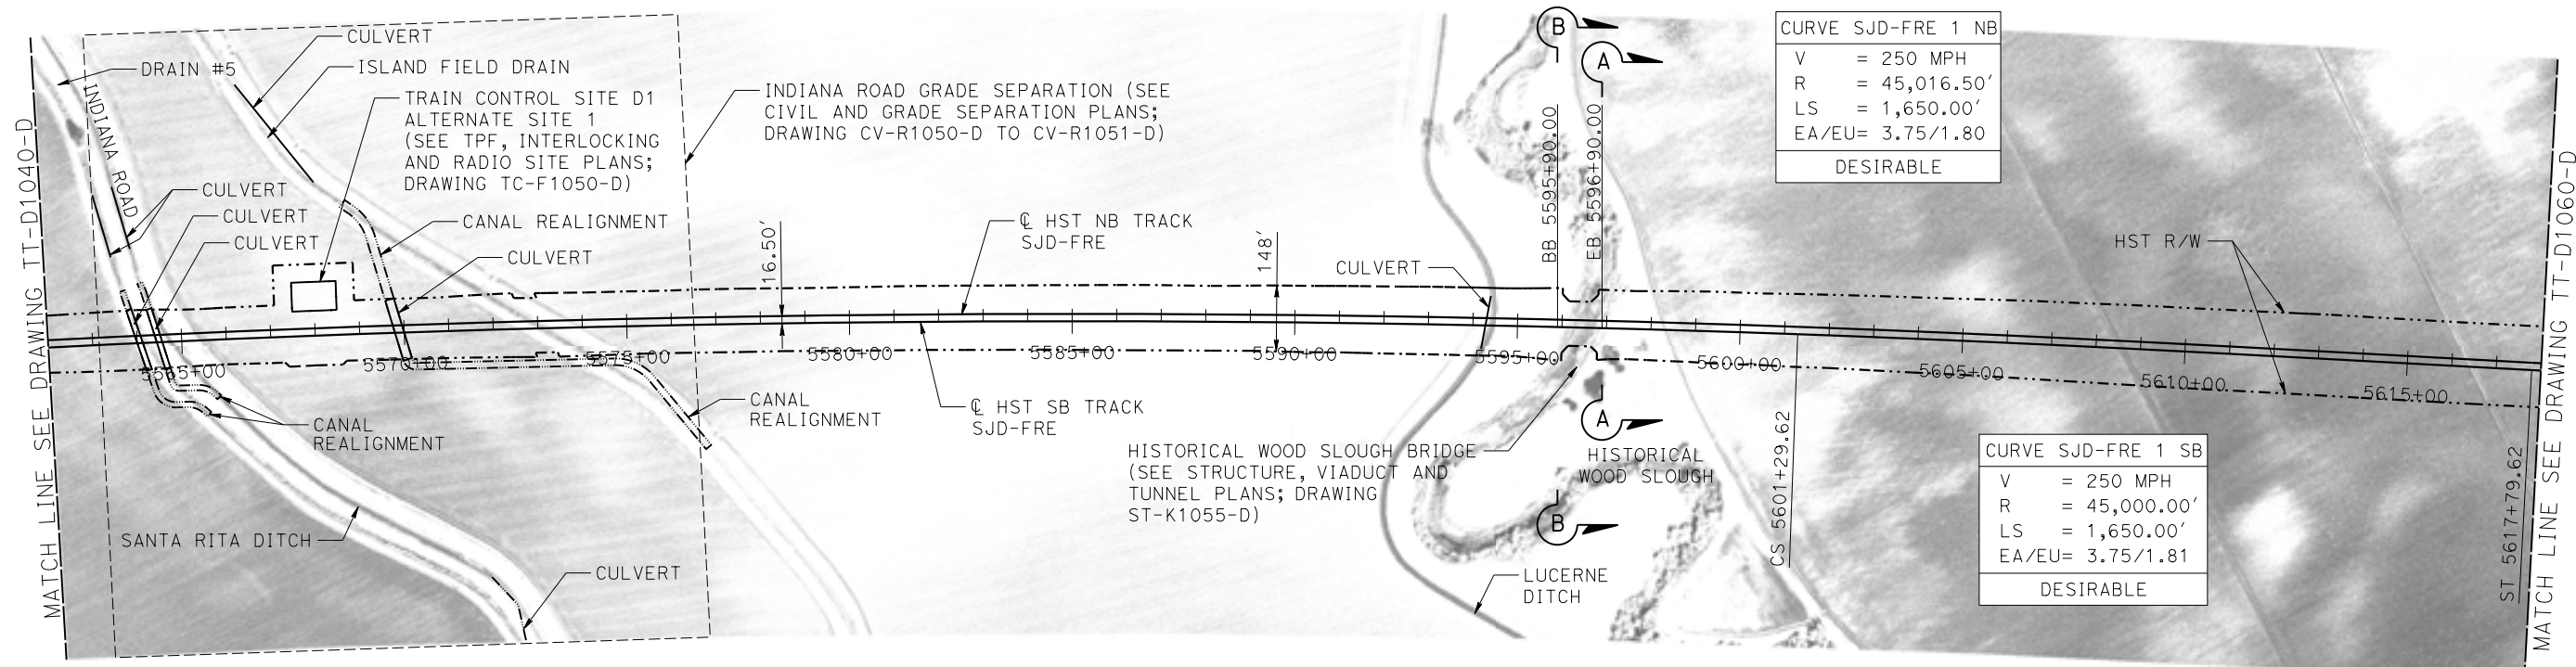 MATCH LINE SEE DRAWING TT-D1040-D
DRAIN #5
INDIANA ROAD
CULVERT
ISLAND FIELD DRAIN
TRAIN CONTROL SITE D1
ALTERNATE SITE 1
(SEE TPF, INTERLOCKING
AND RADIO SITE PLANS;
DRAWING TC-F1050-D)
CULVERT
CULVERT
CULVERT
CANAL REALIGNMENT
CULVERT
INDIANA ROAD GRADE SEPARATION (SEE
CIVIL AND GRADE SEPARATION PLANS;
DRAWING CV-R1050-D TO CV-R1051-D)
16.50′
℄ HST NB TRACK
SJD-FRE
148′
CULVERT
B
A
BB 5595+90.00
EB 5596+90.00
CURVE SJD-FRE 1 NB
V = 250 MPH
R = 45,016.50′
LS = 1,650.00′
EA/EU= 3.75/1.80
DESIRABLE
HST R/W
5565+00
5570+00
5575+00
5580+00
5585+00
5590+00
5595+00
5600+00
5605+00
5610+00
5615+00
CANAL
REALIGNMENT
CANAL
REALIGNMENT
℄ HST SB TRACK
SJD-FRE
SANTA RITA DITCH
CULVERT
HISTORICAL WOOD SLOUGH BRIDGE
(SEE STRUCTURE, VIADUCT AND
TUNNEL PLANS; DRAWING
ST-K1055-D)
A
HISTORICAL
WOOD SLOUGH
B
LUCERNE
DITCH
CS 5601+29.62
CURVE SJD-FRE 1 SB
V = 250 MPH
R = 45,000.00′
LS = 1,650.00′
EA/EU= 3.75/1.81
DESIRABLE
ST 5617+79.62
MATCH LINE SEE DRAWING TT-D1060-D